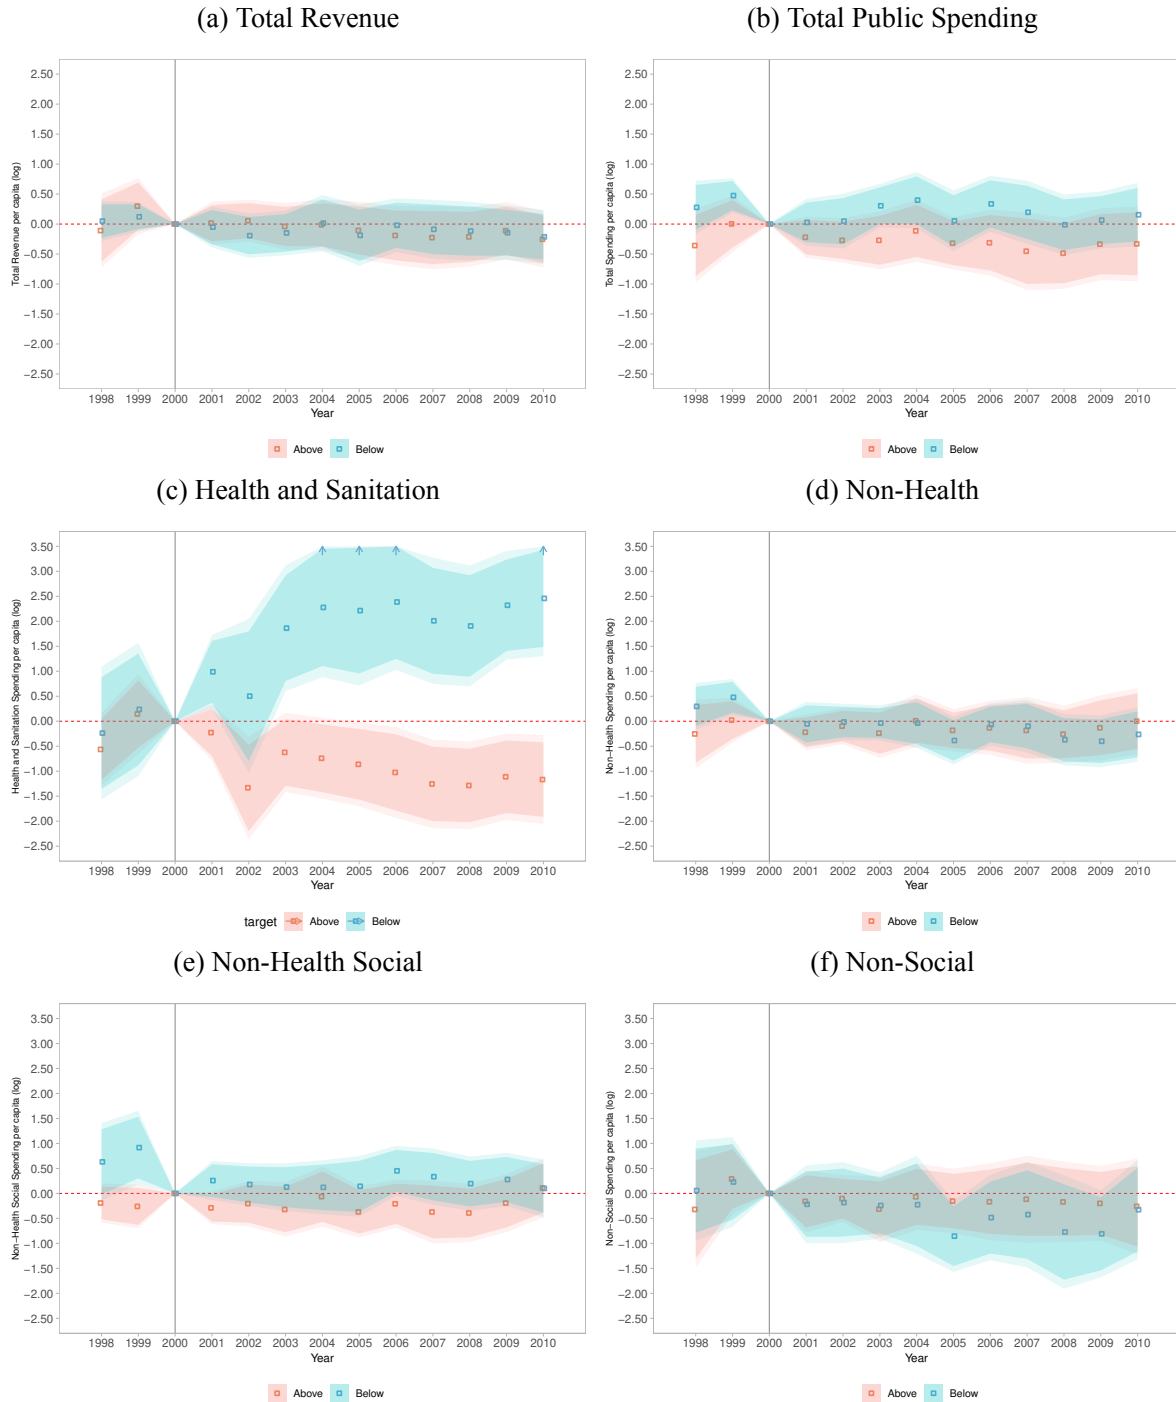 (a) Total Revenue
(b) Total Public Spending
Total Revenue per capita (log)
2.50
2.00
1.50
1.00
0.50
0.00
−0.50
−1.00
−1.50
−2.00
−2.50
1998 1999 2000 2001 2002 2003 2004 2005 2006 2007 2008 2009 2010
Year
Above Below
Total Spending per capita (log)
2.50
2.00
1.50
1.00
0.50
0.00
−0.50
−1.00
−1.50
−2.00
−2.50
1998 1999 2000 2001 2002 2003 2004 2005 2006 2007 2008 2009 2010
Year
Above Below
(c) Health and Sanitation
(d) Non-Health
Health and Sanitation Spending per capita (log)
3.50
3.00
2.50
2.00
1.50
1.00
0.50
0.00
−0.50
−1.00
−1.50
−2.00
−2.50
1998 1999 2000 2001 2002 2003 2004 2005 2006 2007 2008 2009 2010
Year
target Above Below
Non−Health Spending per capita (log)
3.50
3.00
2.50
2.00
1.50
1.00
0.50
0.00
−0.50
−1.00
−1.50
−2.00
−2.50
1998 1999 2000 2001 2002 2003 2004 2005 2006 2007 2008 2009 2010
Year
Above Below
(e) Non-Health Social
(f) Non-Social
Non−Health Social Spending per capita (log)
3.50
3.00
2.50
2.00
1.50
1.00
0.50
0.00
−0.50
−1.00
−1.50
−2.00
−2.50
1998 1999 2000 2001 2002 2003 2004 2005 2006 2007 2008 2009 2010
Year
Above Below
Non−Social Spending per capita (log)
3.50
3.00
2.50
2.00
1.50
1.00
0.50
0.00
−0.50
−1.00
−1.50
−2.00
−2.50
1998 1999 2000 2001 2002 2003 2004 2005 2006 2007 2008 2009 2010
Year
Above Below